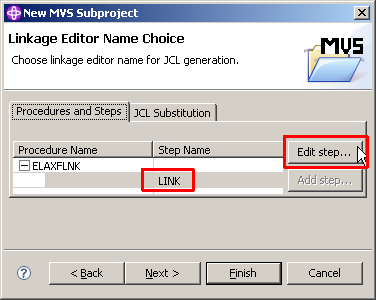 New MVS Subproject
Linkage Editor Name Choice
Choose linkage editor name for JCL generation.
MVS
Procedures and Steps JCL Substitution
Procedure Name Step Name Edit step...
ELAXFLNK
LINK Add step...
? < Back Next > Finish Cancel